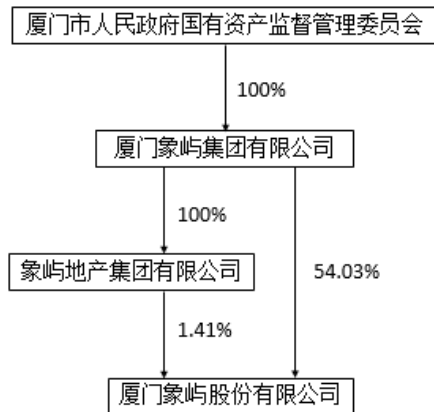 厦门市人民政府国有资产监督管理委员会
100%
厦门象屿集团有限公司
100%
象屿地产集团有限公司
54.03%
1.41%
厦门象屿股份有限公司